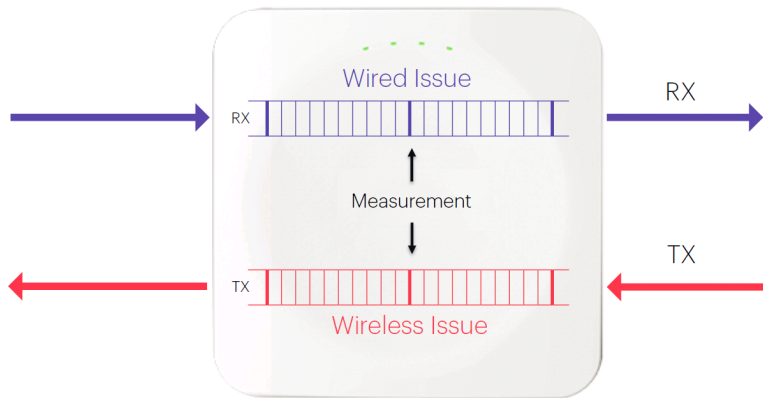 Wired Issue
RX
RX
Measurement
TX
TX
Wireless Issue